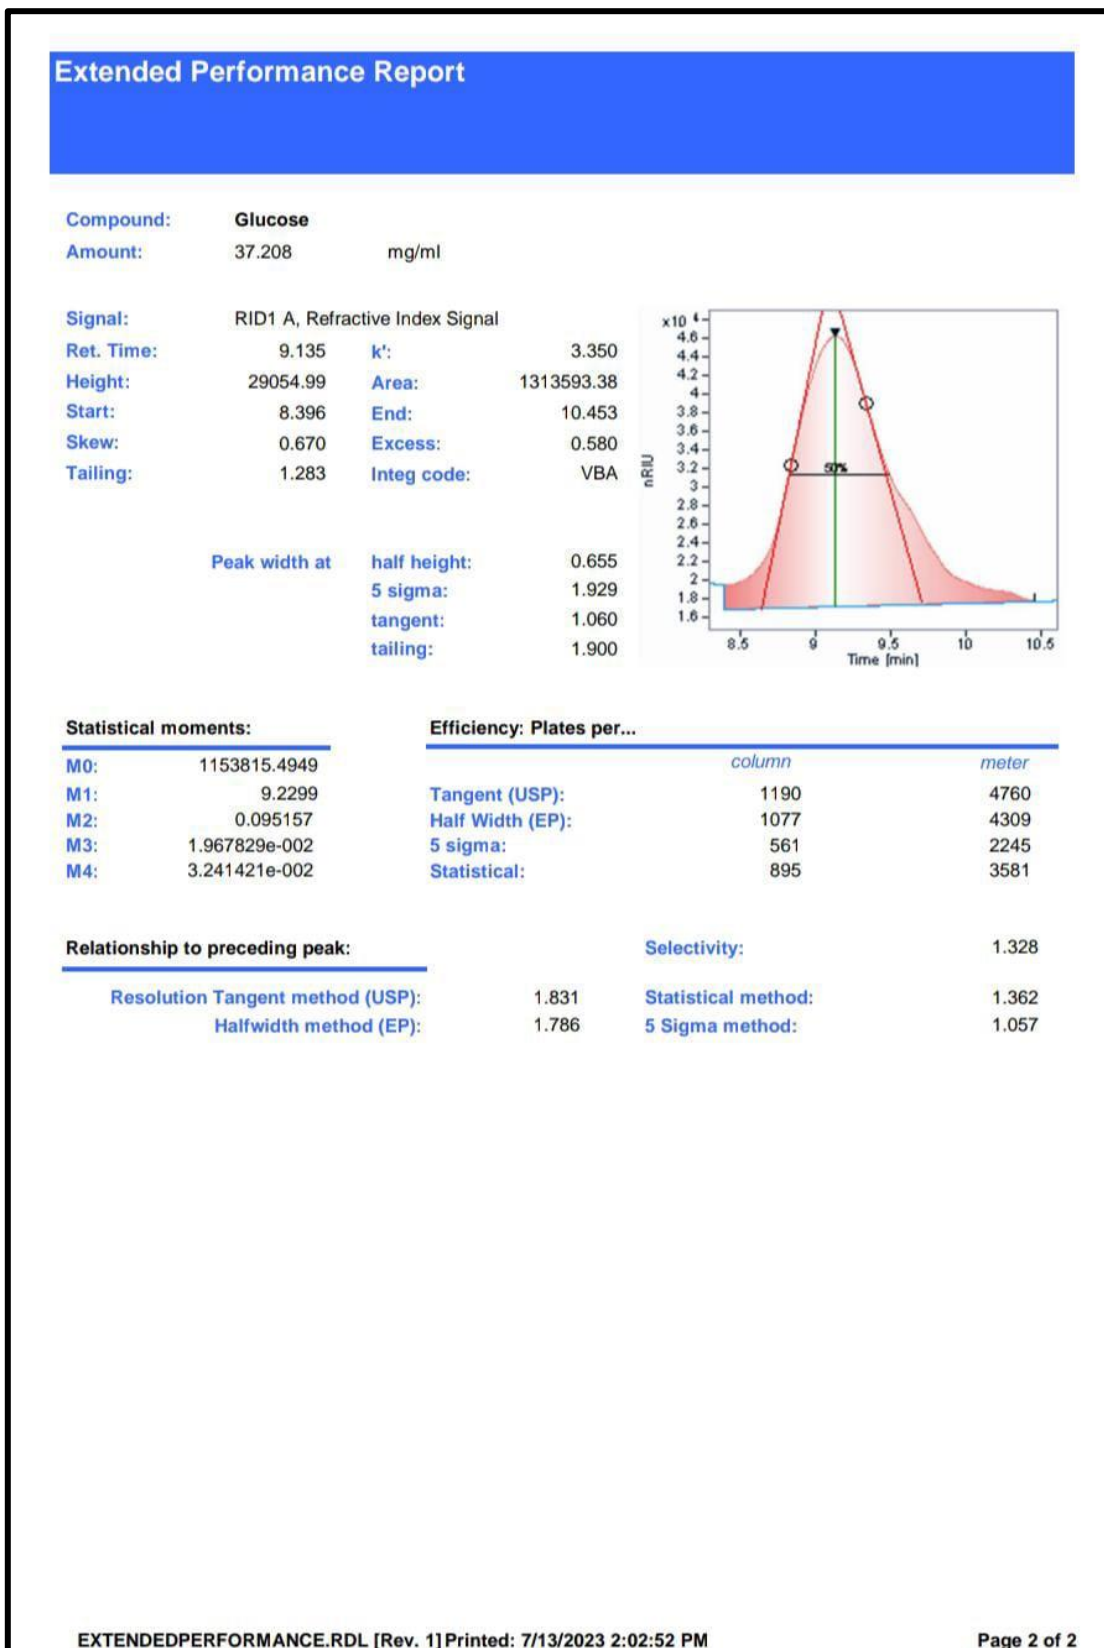 Extended Performance Report
Compound: Glucose
Amount: 37.208 mg/ml
Signal: RID1 A, Refractive Index Signal
Ret. Time: 9.135 k': 3.350
Height: 29054.99 Area: 1313593.38
Start: 8.396 End: 10.453
Skew: 0.670 Excess: 0.580
Tailing: 1.283 Integ code: VBA
Peak width at half height: 0.655
5 sigma: 1.929
tangent: 1.060
tailing: 1.900
x10 4
4.6
4.4
4.2
4
3.8
3.6
3.4
3.2
3
2.8
2.6
2.4
2.2
2
1.8
1.6
nRIU
50%
8.5 9 9.5 10 10.5
Time [min]
Statistical moments: Efficiency: Plates per...
column meter
M0: 1153815.4949
M1: 9.2299 Tangent (USP): 1190 4760
M2: 0.095157 Half Width (EP): 1077 4309
M3: 1.967829e-002 5 sigma: 561 2245
M4: 3.241421e-002 Statistical: 895 3581
Relationship to preceding peak: Selectivity: 1.328
Resolution Tangent method (USP): 1.831 Statistical method: 1.362
Halfwidth method (EP): 1.786 5 Sigma method: 1.057
EXTENDEDPERFORMANCE.RDL [Rev. 1] Printed: 7/13/2023 2:02:52 PM Page 2 of 2